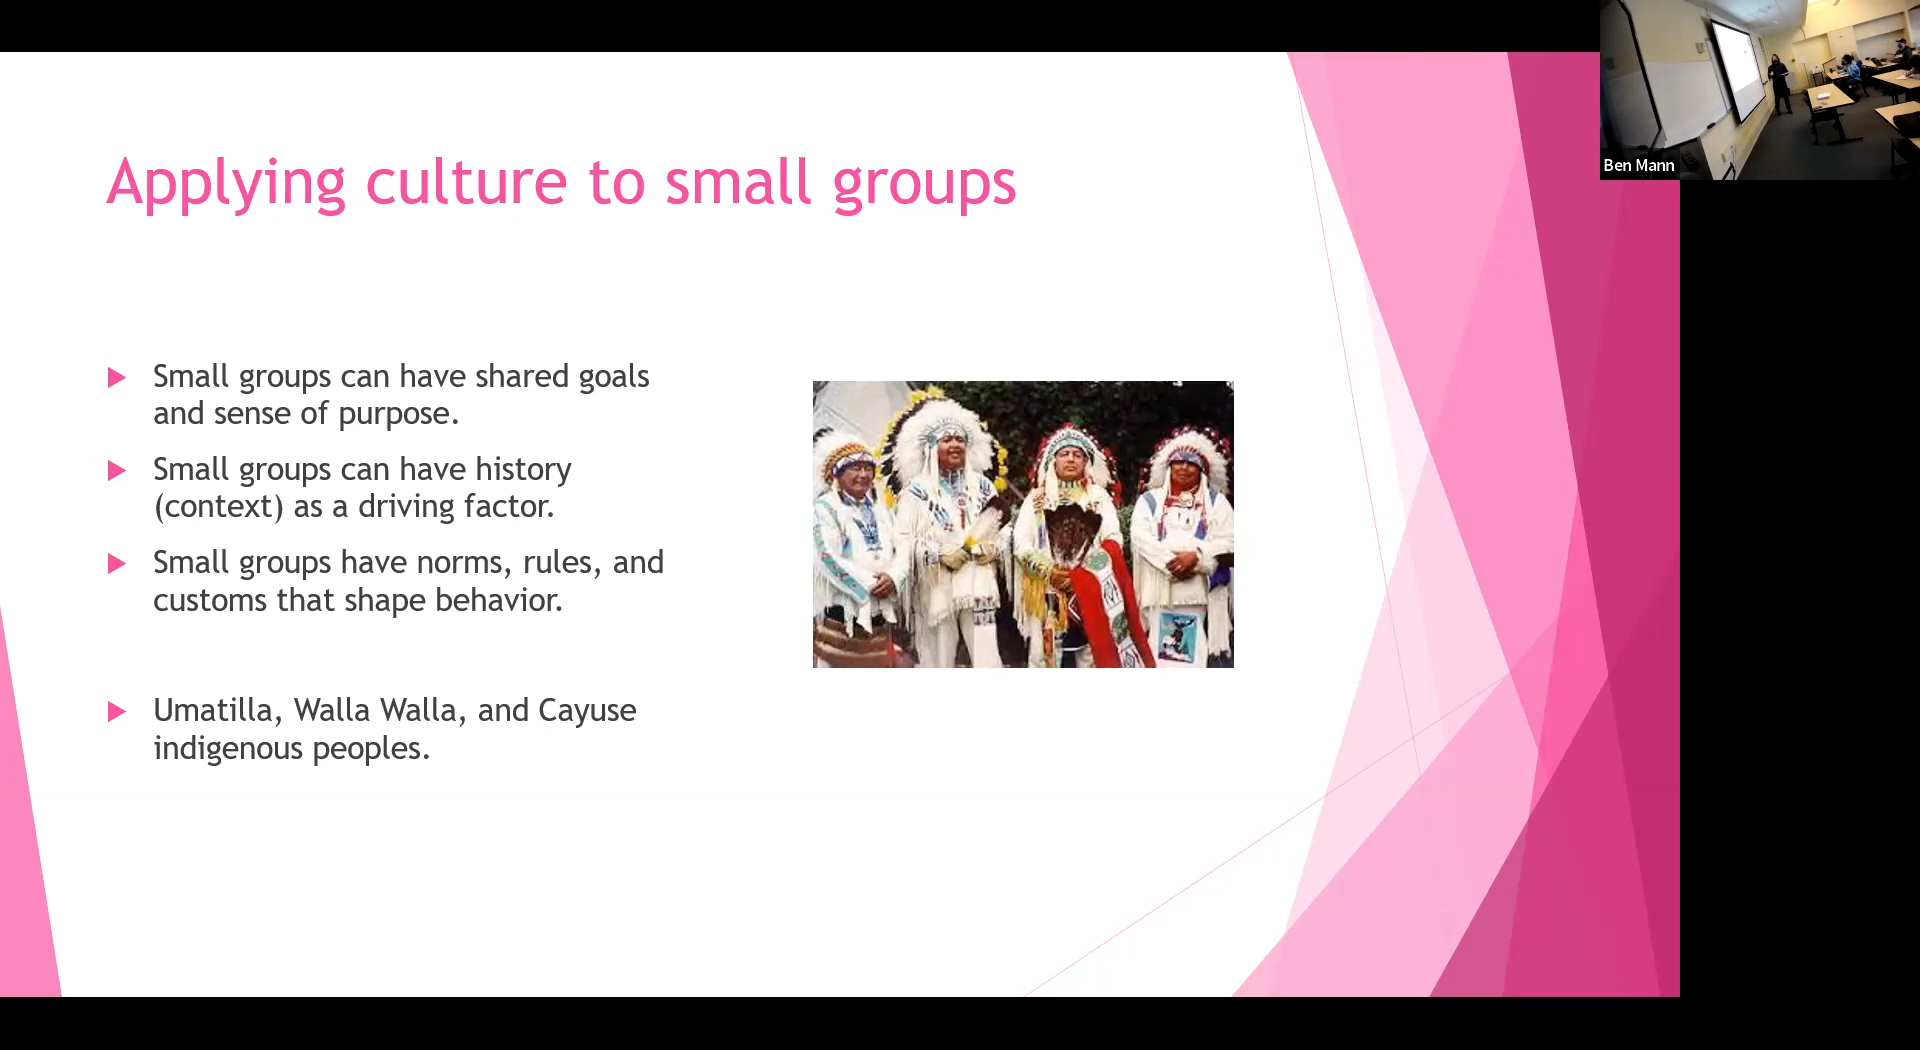 Applying culture to small groups
Small groups can have shared goals
and sense of purpose.
Small groups can have history
(context) as a driving factor.
Small groups have norms, rules, and
customs that shape behavior.
Umatilla, Walla Walla, and Cayuse
indigenous peoples.
Ben Mann